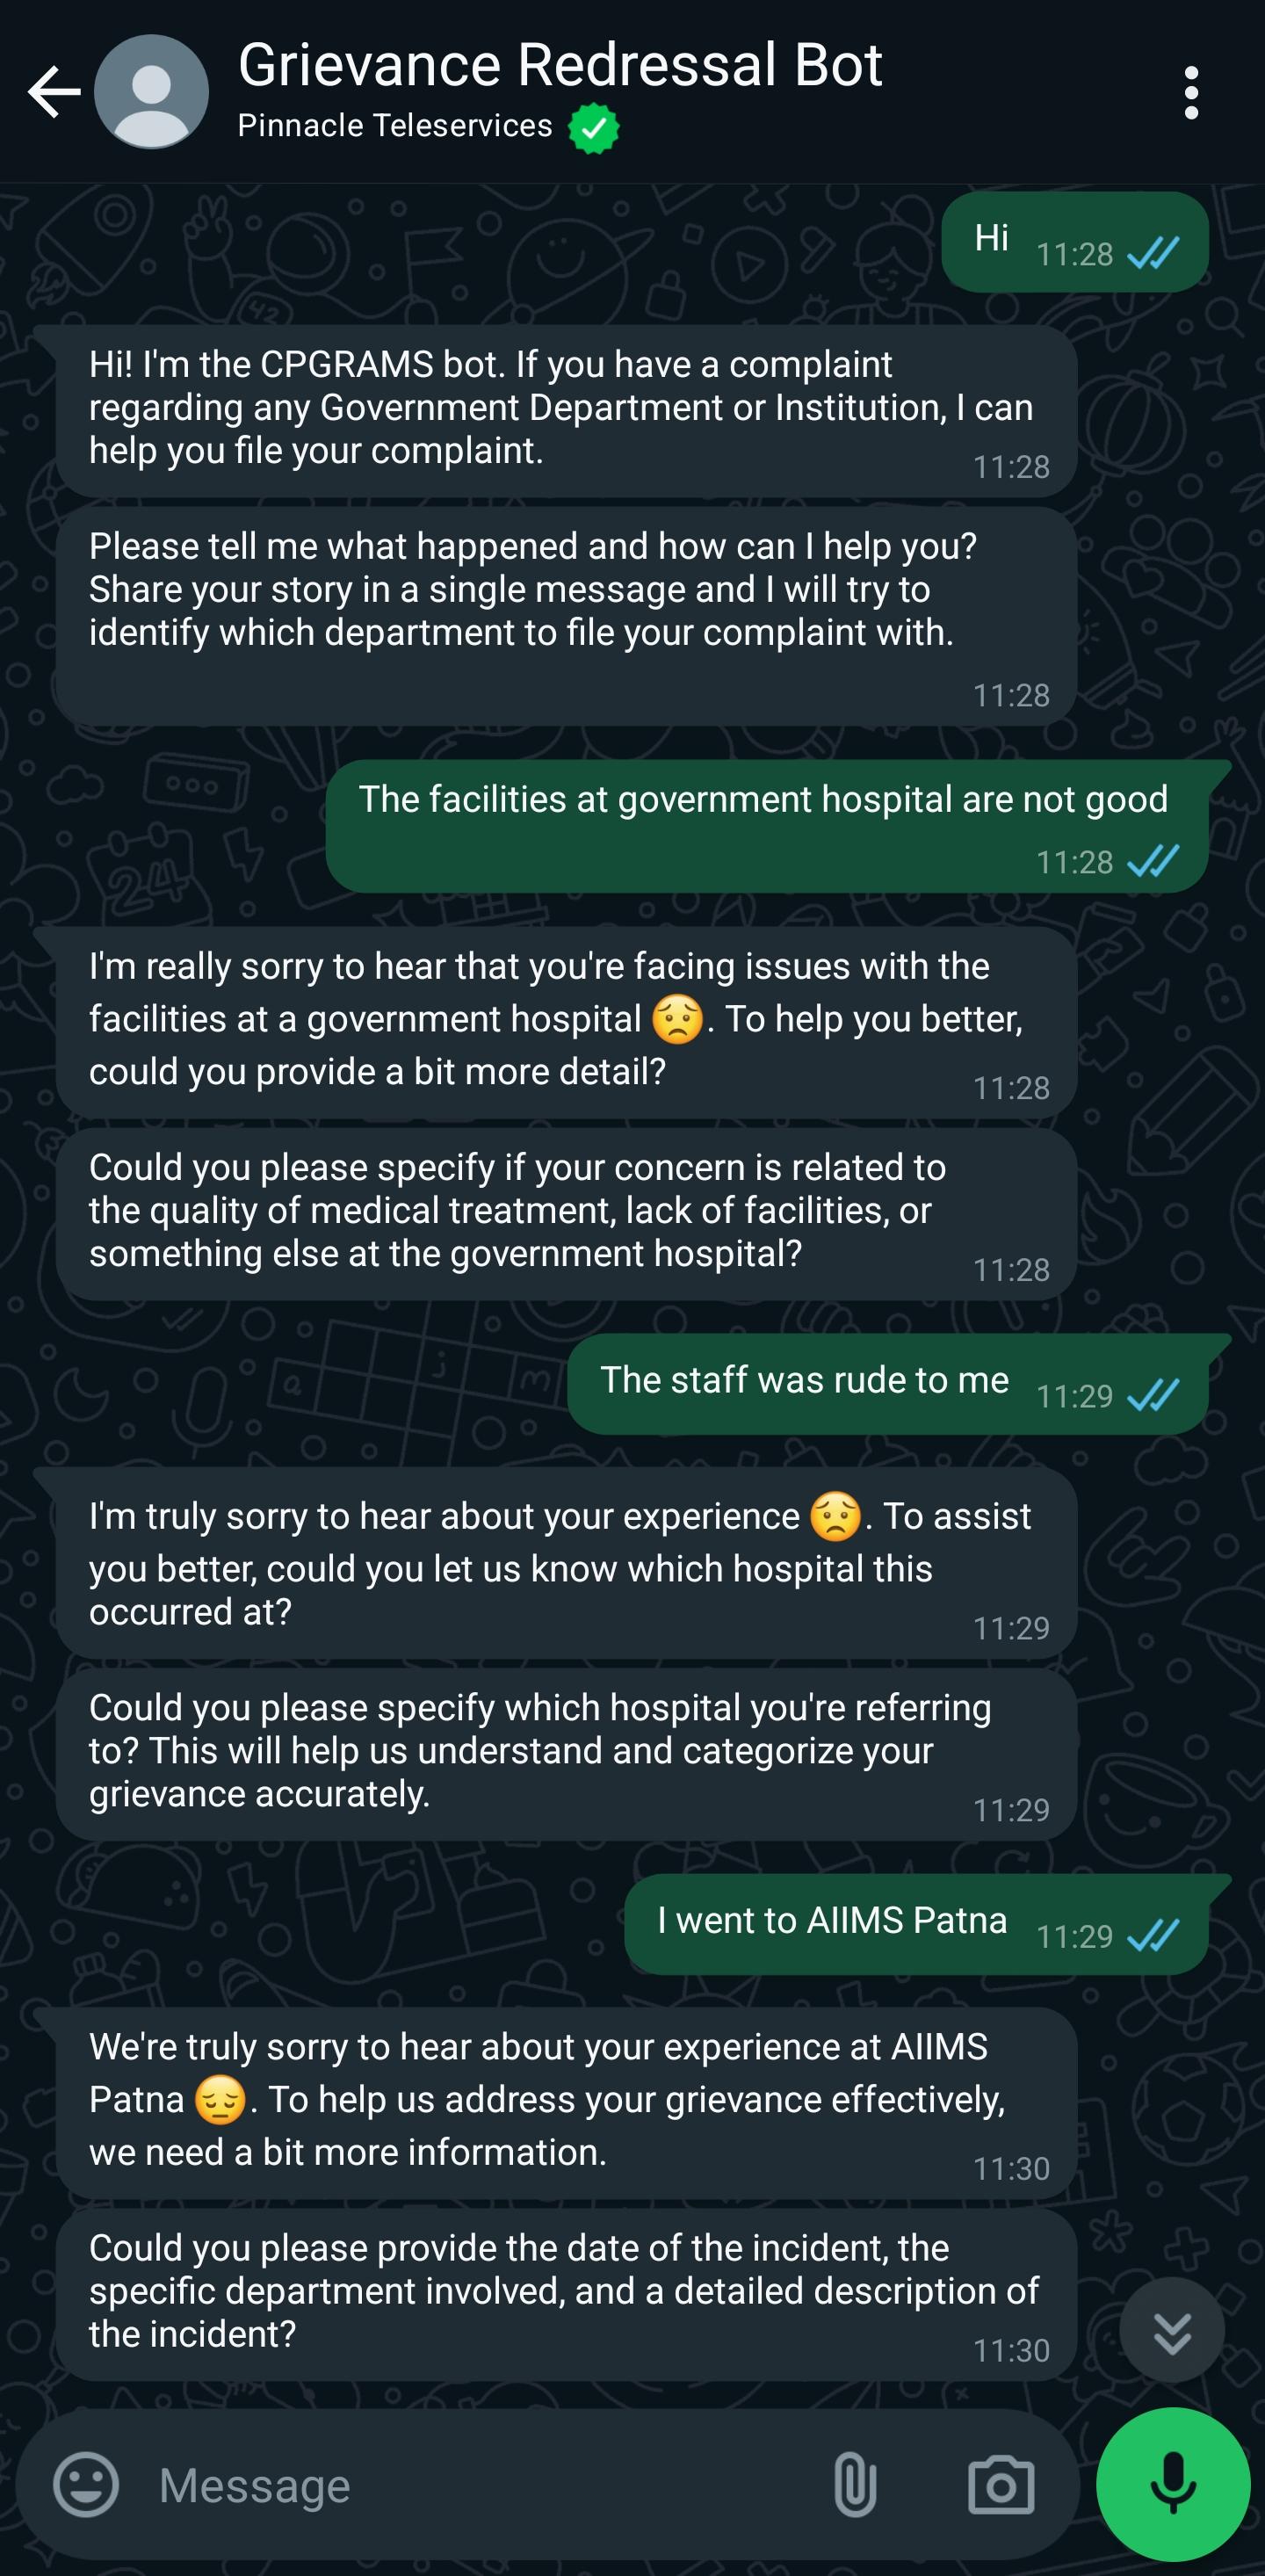 Grievance Redressal Bot
Pinnacle Teleservices
Hi 11:28
Hi! I'm the CPGRAMS bot. If you have a complaint
regarding any Government Department or Institution, I can
help you file your complaint.
11:28
Please tell me what happened and how can I help you?
Share your story in a single message and I will try to
identify which department to file your complaint with.
11:28
The facilities at government hospital are not good
11:28
I'm really sorry to hear that you're facing issues with the
facilities at a government hospital 😟. To help you better,
could you provide a bit more detail?
11:28
Could you please specify if your concern is related to
the quality of medical treatment, lack of facilities, or
something else at the government hospital?
11:28
The staff was rude to me 11:29
I'm truly sorry to hear about your experience 😟. To assist
you better, could you let us know which hospital this
occurred at?
11:29
Could you please specify which hospital you're referring
to? This will help us understand and categorize your
grievance accurately.
11:29
I went to AIIMS Patna 11:29
We're truly sorry to hear about your experience at AIIMS
Patna 😔. To help us address your grievance effectively,
we need a bit more information.
11:30
Could you please provide the date of the incident, the
specific department involved, and a detailed description of
the incident?
11:30
Message